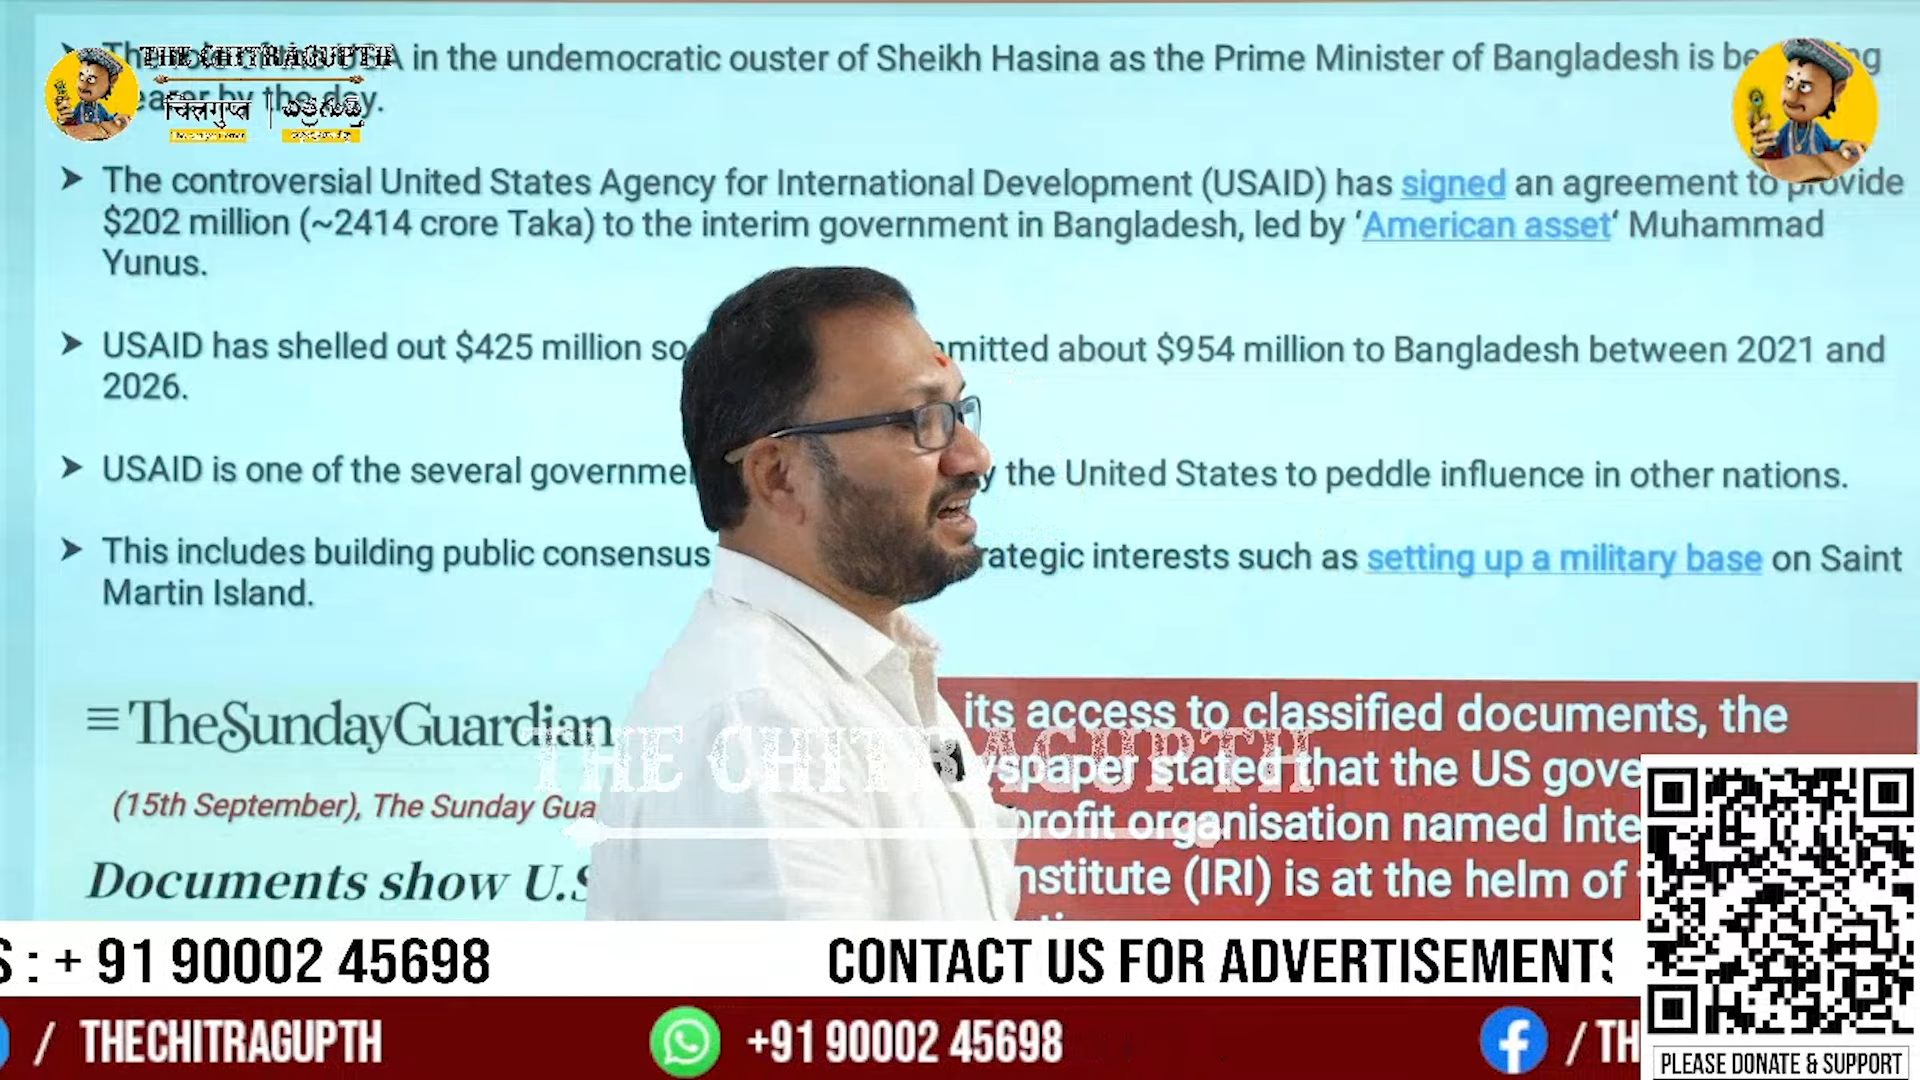 THE CHITRAGUPTH
चित्रगुप्त
చిత్రగుప్త
in the undemocratic ouster of Sheikh Hasina as the Prime Minister of Bangladesh is
by the day.
➤ The controversial United States Agency for International Development (USAID) has signed an agreement to provide
$202 million (~2414 crore Taka) to the interim government in Bangladesh, led by ‘American asset‘ Muhammad
Yunus.
➤ USAID has shelled out $425 million so mitted about $954 million to Bangladesh between 2021 and
2026.
➤ USAID is one of the several governme y the United States to peddle influence in other nations.
➤ This includes building public consensus rategic interests such as setting up a military base on Saint
Martin Island.
TheSundayGuardian
(15th September), The Sunday Gua
Documents show U.S
its access to classified documents, the
spaper stated that the US gove
profit organisation named Inte
nstitute (IRI) is at the helm of
THE CHITRAGUPTH
S : + 91 90002 45698 CONTACT US FOR ADVERTISEMENTS
/ THECHITRAGUPTH +91 90002 45698 / TH
PLEASE DONATE & SUPPORT